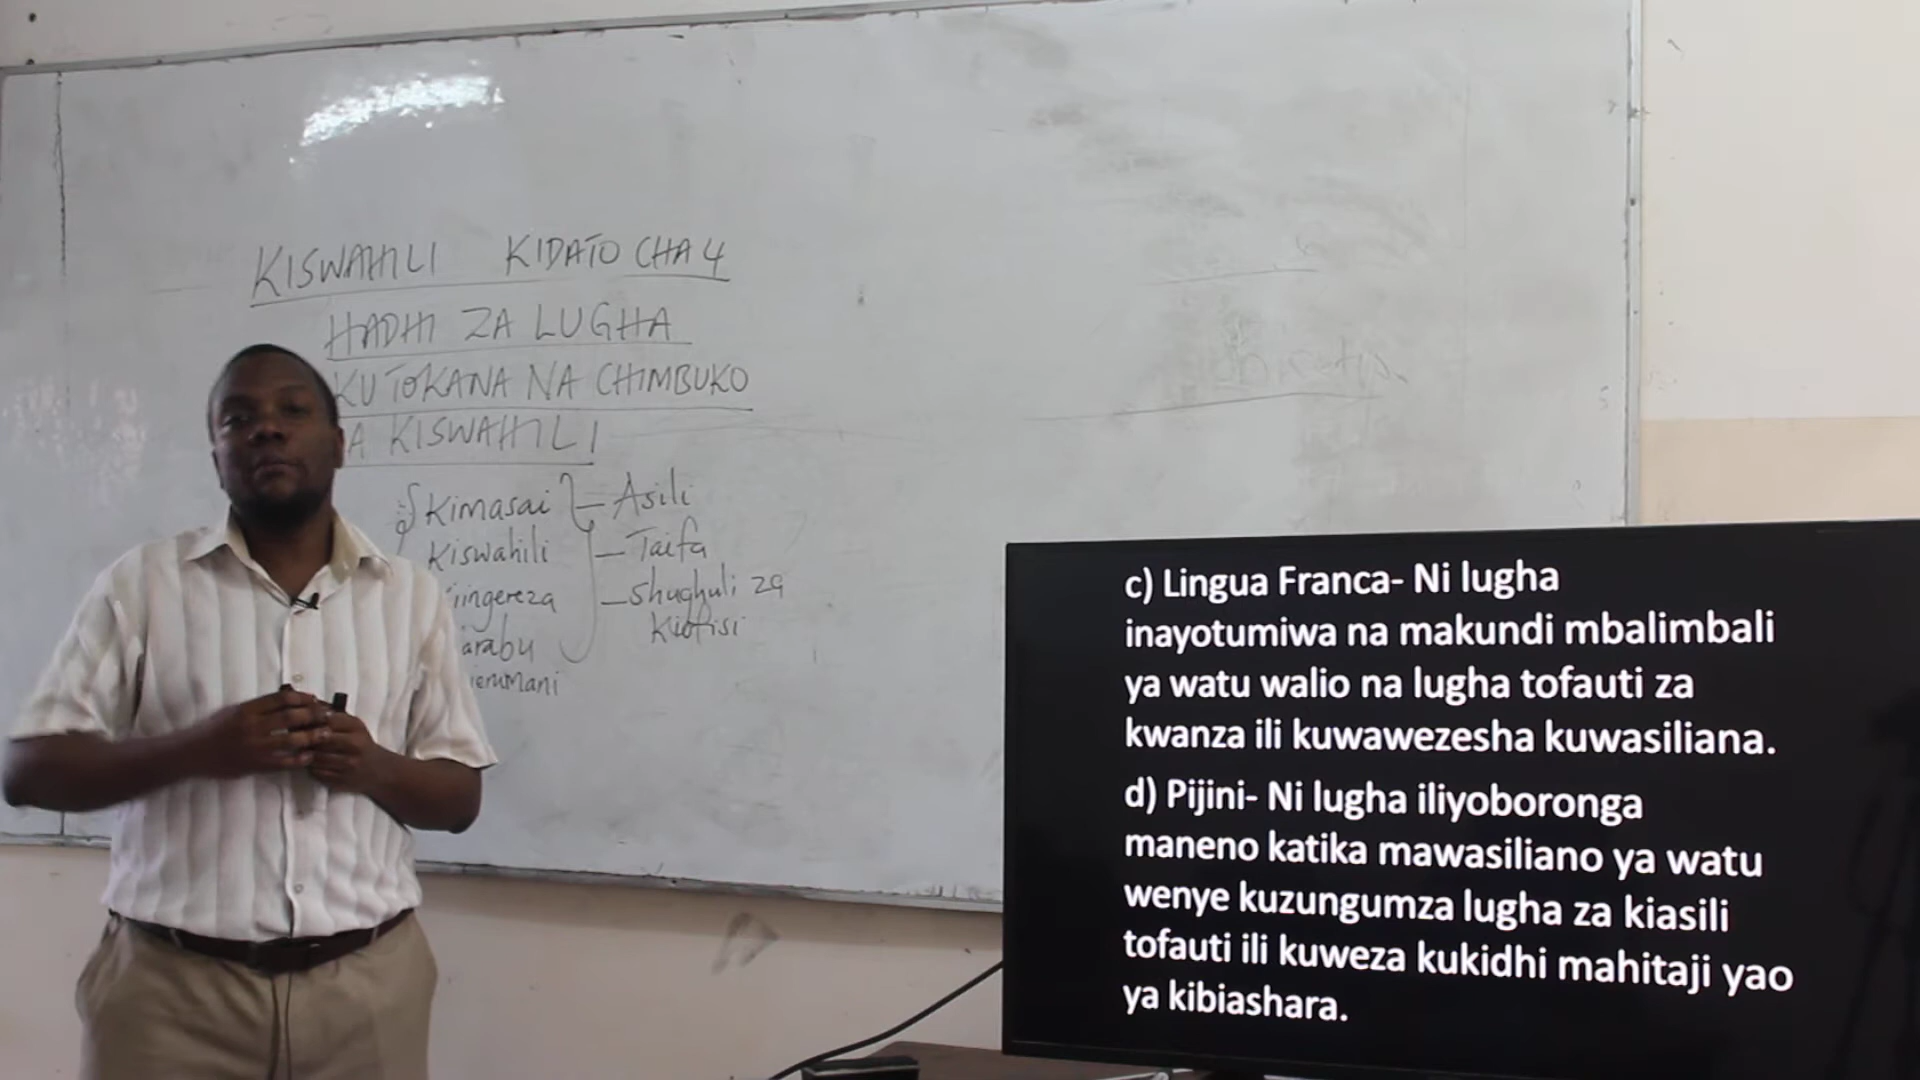 KISWAHILI KIDATO CHA 4
HADHI ZA LUGHA
KUTOKANA NA CHIMBUKO
A KISWAHILI
Kimasai - Asili
Kiswahili - Taifa
iingereza - Shughuli za
Kiofisi
arabu
ierumani
c) Lingua Franca- Ni lugha
inayotumiwa na makundi mbalimbali
ya watu walio na lugha tofauti za
kwanza ili kuwawezesha kuwasiliana.
d) Pijini- Ni lugha iliyoboronga
maneno katika mawasiliano ya watu
wenye kuzungumza lugha za kiasili
tofauti ili kuweza kukidhi mahitaji yao
ya kibiashara.